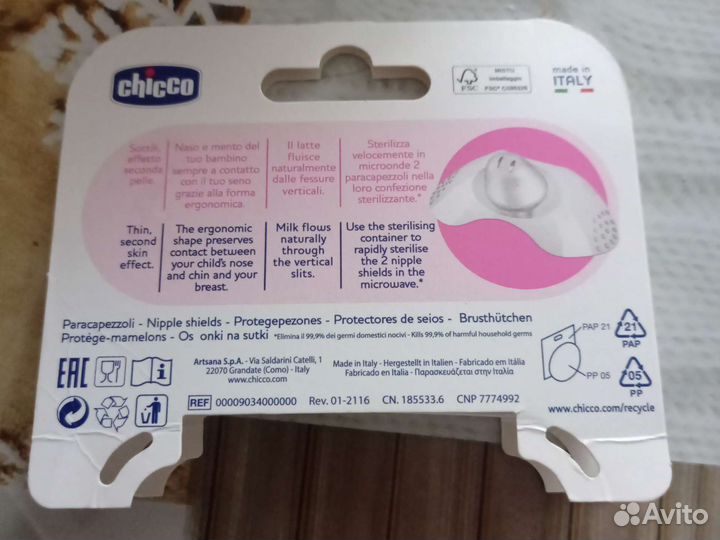 chicco
FSC
MISTO
Imballaggio
FSC® C085326
made in
ITALY
Sottili,
effetto
seconda
pelle.
Naso e mento del
tuo bambino
sempre a contatto
con il tuo seno
grazie alla forma
ergonomica.
Il latte
fluisce
naturalmente
dalle fessure
verticali.
Sterilizza
velocemente in
microonde 2
paracapezzoli nella
loro confezione
sterilizzante.*
Thin,
second
skin
effect.
The ergonomic
shape preserves
contact between
your child's nose
and chin and your
breast.
Milk flows
naturally
through
the vertical
slits.
Use the sterilising
container to
rapidly sterilise
the 2 nipple
shields in the
microwave.*
Paracapezzoli - Nipple shields - Protegepezones - Protectores de seios - Brusthütchen
Protége-mamelons - Os onki na sutki *Elimina il 99,9% dei germi domestici nocivi - Kills 99,9% of harmful household germs
PAP 21
21
PAP
PP 05
05
PP
www.chicco.com/recycle
EAC
Artsana S.p.A. - Via Saldarini Catelli, 1
22070 Grandate (Como) - Italy
www.chicco.com
Made in Italy - Hergestellt in Italien - Fabricado em Itália
Fabricado en Italia - Παρασκευάζεται στην Ιταλία
REF 00009034000000 Rev. 01-2116 CN. 185533.6 CNP 7774992
Avito